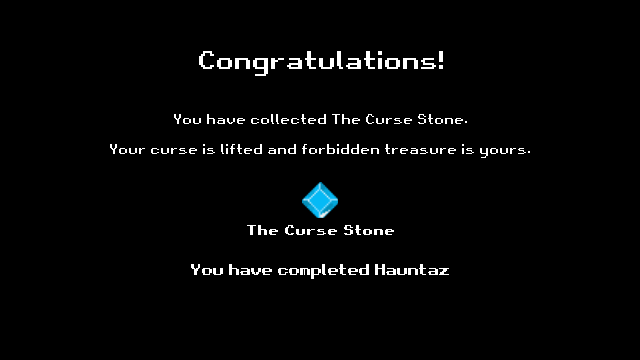 Congratulations!
You have collected The Curse Stone.
Your curse is lifted and forbidden treasure is yours.
The Curse Stone
You have completed Hauntaz